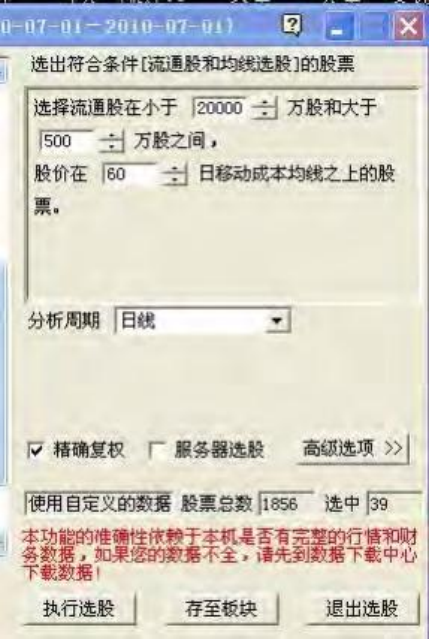 0-07-01-2010-07-01)
选出符合条件[流通股和均线选股]的股票
选择流通股在小于 20000 万股和大于
500 万股之间，
股价在 60 日移动成本均线之上的股
票。
分析周期 日线
精确复权 服务器选股 高级选项 >>
使用自定义的数据 股票总数 1856 选中 39
本功能的准确性依赖于本机是否有完整的行情和财
务数据，如果您的数据不全，请先到数据下载中心
下载数据！
执行选股 存至板块 退出选股